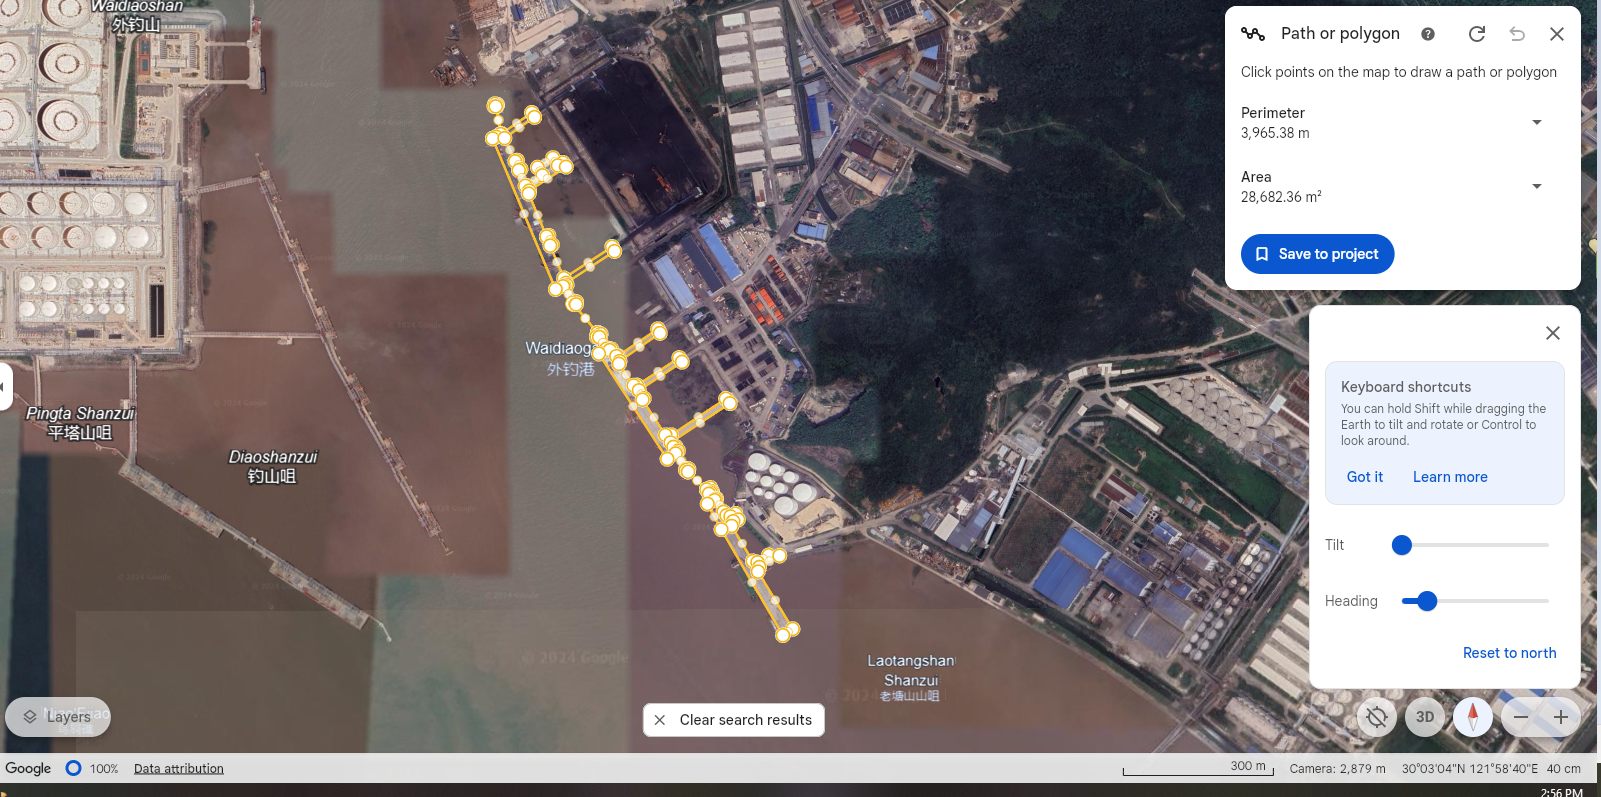 Waidiaoshan
外钓山
Path or polygon
Click points on the map to draw a path or polygon
Perimeter
3,965.38 m
Area
28,682.36 m²
Save to project
Keyboard shortcuts
You can hold Shift while dragging the
Earth to tilt and rotate or Control to
look around.
Got it
Learn more
Tilt
Heading
Reset to north
外钓港
Pingta Shanzui
平塔山咀
Diaoshanzui
钓山咀
© 2024 Google
Laotangshan
Shanzui
老塘山山咀
Layers
Clear search results
3D
Google
100%
Data attribution
300 m
Camera: 2,879 m
30°03'04"N 121°58'40"E
40 cm
2:56 PM